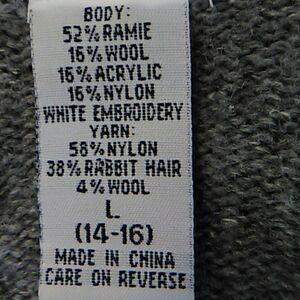 BODY:
52% RAMIE
16% WOOL
16% ACRYLIC
16% NYLON
WHITE EMBROIDERY
YARN:
58% NYLON
38% RABBIT HAIR
4% WOOL
L
(14-16)
MADE IN CHINA
CARE ON REVERSE